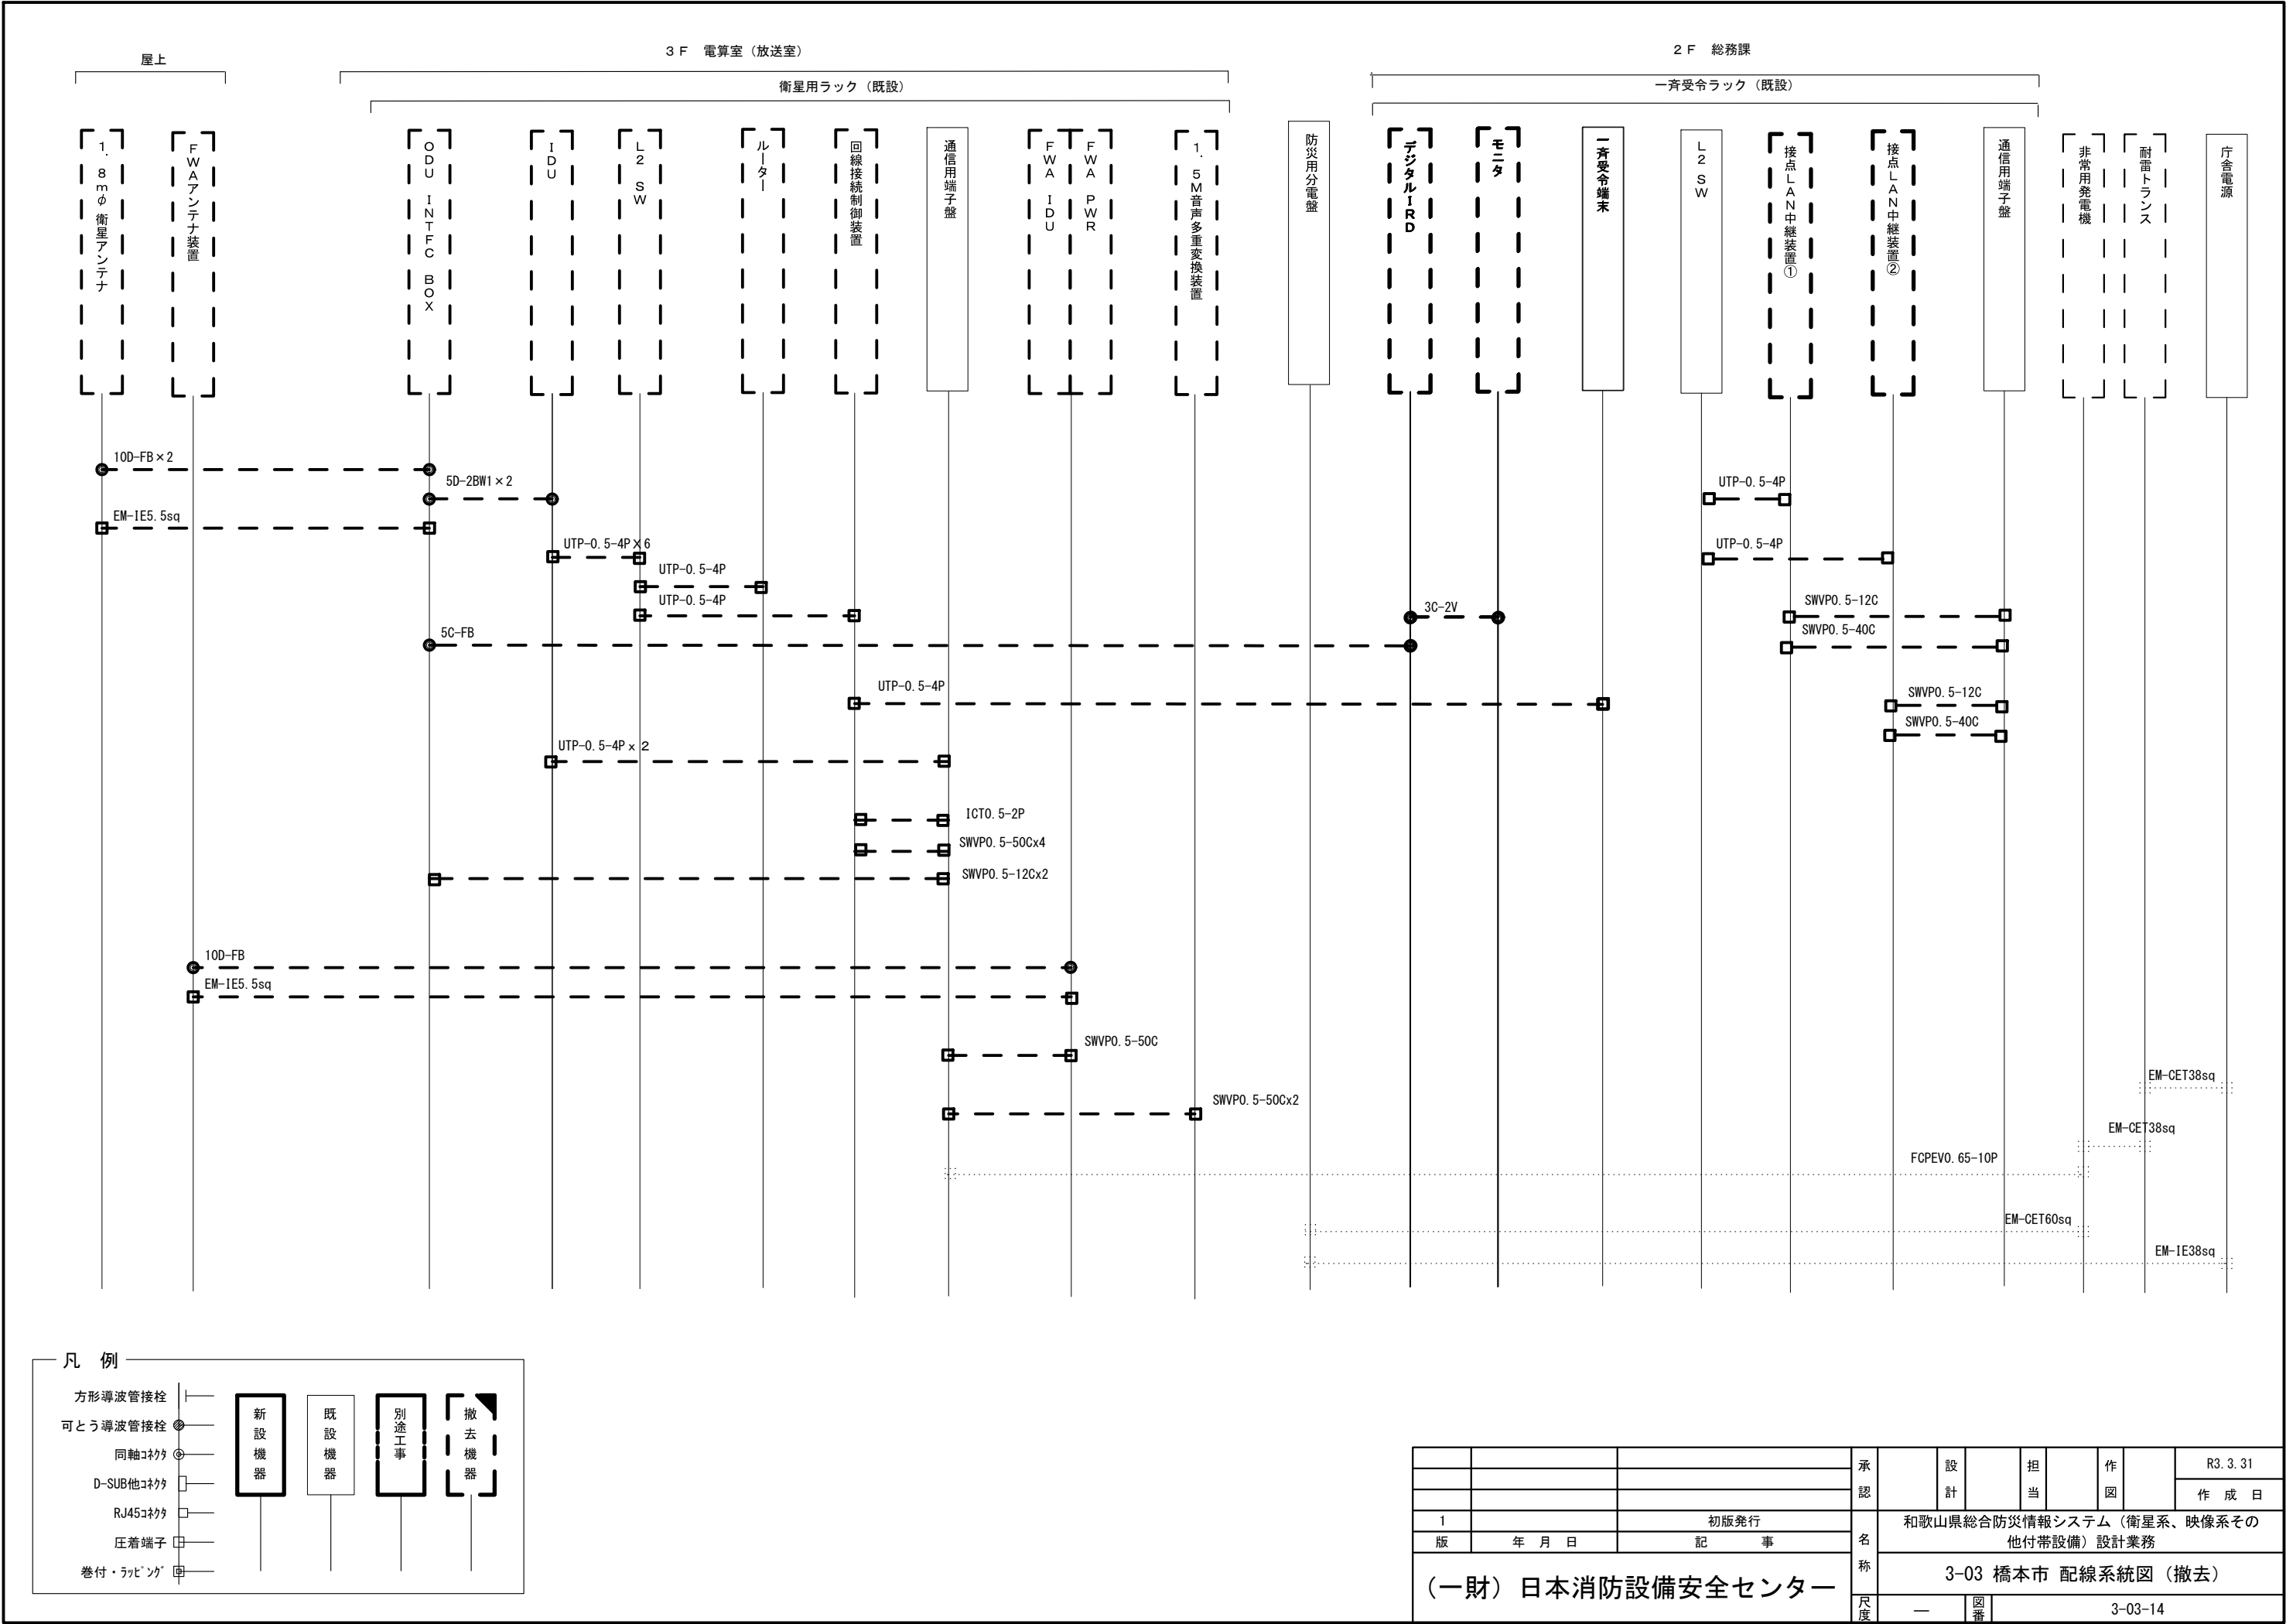 屋上
3F 電算室(放送室)
衛星用ラック(既設)
2F 総務課
一斉受令ラック(既設)
1.8mφ 衛星アンテナ
FWAアンテナ装置
ODU INTFC BOX
IDU
L2 SW
ルーター
回線接続制御装置
通信用端子盤
FWA IDU
FWA PWR
1.5M音声多重変換装置
防災用分電盤
デジタルIRD
モニタ
一斉受令端末
L2 SW
接点LAN中継装置①
接点LAN中継装置②
通信用端子盤
非常用発電機
耐雷トランス
庁舎電源
10D-FB×2
5D-2BW1×2
EM-IE5.5sq
UTP-0.5-4PX6
UTP-0.5-4P
UTP-0.5-4P
5C-FB
3C-2V
UTP-0.5-4P
UTP-0.5-4P
SWVP0.5-12C
SWVP0.5-40C
UTP-0.5-4P
SWVP0.5-12C
SWVP0.5-40C
UTP-0.5-4P x 2
ICT0.5-2P
SWVP0.5-50Cx4
SWVP0.5-12Cx2
10D-FB
EM-IE5.5sq
SWVP0.5-50C
SWVP0.5-50Cx2
EM-CET38sq
EM-CET38sq
FCPEV0.65-10P
EM-CET60sq
EM-IE38sq
凡 例
方形導波管接栓
可とう導波管接栓
同軸コネクタ
D-SUB他コネクタ
RJ45コネクタ
圧着端子
巻付・ラッピング
新設機器
既設機器
別途工事
撤去機器
承認
設計
担当
作図
R3.3.31
作 成 日
1 初版発行
版 年 月 日 記 事
名称
和歌山県総合防災情報システム(衛星系、映像系その
他付帯設備)設計業務
(一財)日本消防設備安全センター
3-03 橋本市 配線系統図(撤去)
尺度 — 図番 3-03-14